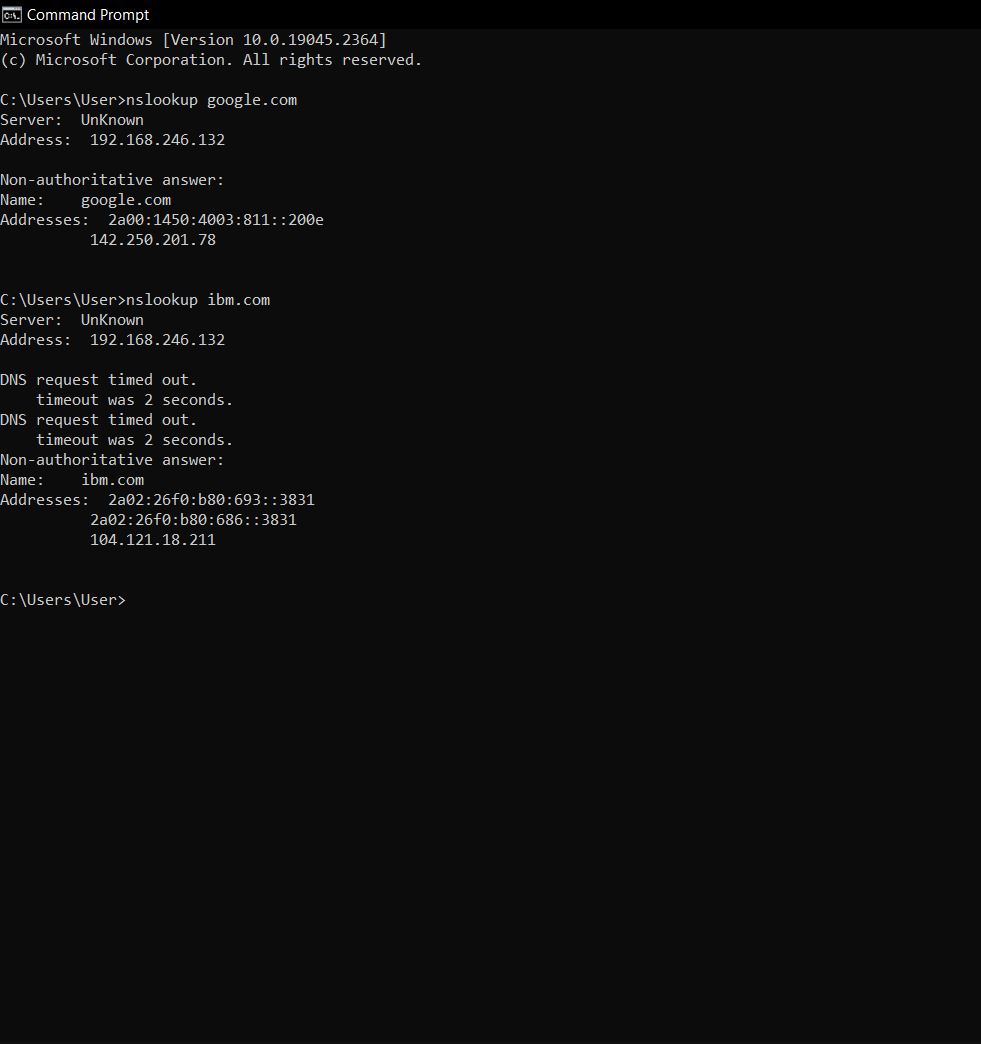 Command Prompt
Microsoft Windows [Version 10.0.19045.2364]
(c) Microsoft Corporation. All rights reserved.
C:\Users\User>nslookup google.com
Server:  UnKnown
Address:  192.168.246.132
Non-authoritative answer:
Name:    google.com
Addresses:  2a00:1450:4003:811::200e
          142.250.201.78
C:\Users\User>nslookup ibm.com
Server:  UnKnown
Address:  192.168.246.132
DNS request timed out.
    timeout was 2 seconds.
DNS request timed out.
    timeout was 2 seconds.
Non-authoritative answer:
Name:    ibm.com
Addresses:  2a02:26f0:b80:693::3831
          2a02:26f0:b80:686::3831
          104.121.18.211
C:\Users\User>